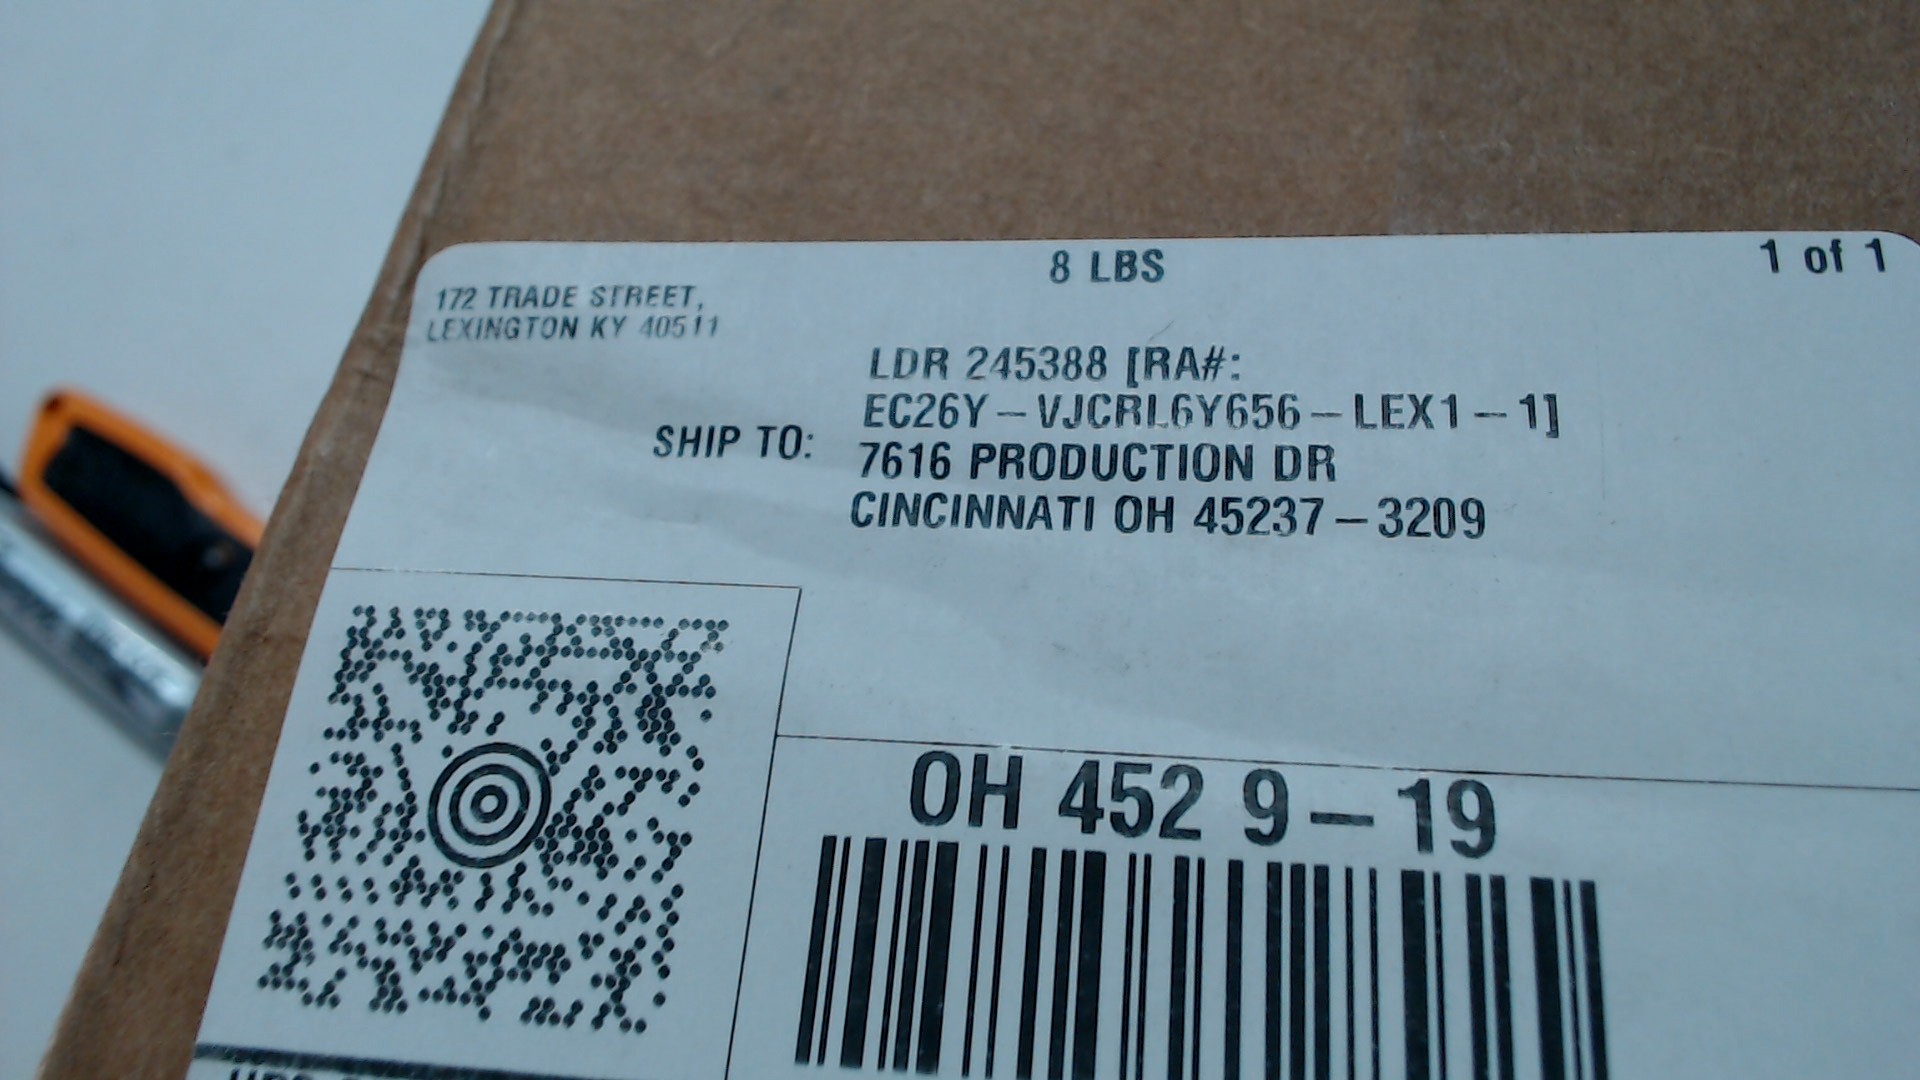 8 LBS
1 of 1
172 TRADE STREET,
LEXINGTON KY 40511
LDR 245388 [RA#:
EC26Y-VJCRL6Y656-LEX1-1]
SHIP TO:
7616 PRODUCTION DR
CINCINNATI OH 45237-3209
OH 452 9-19